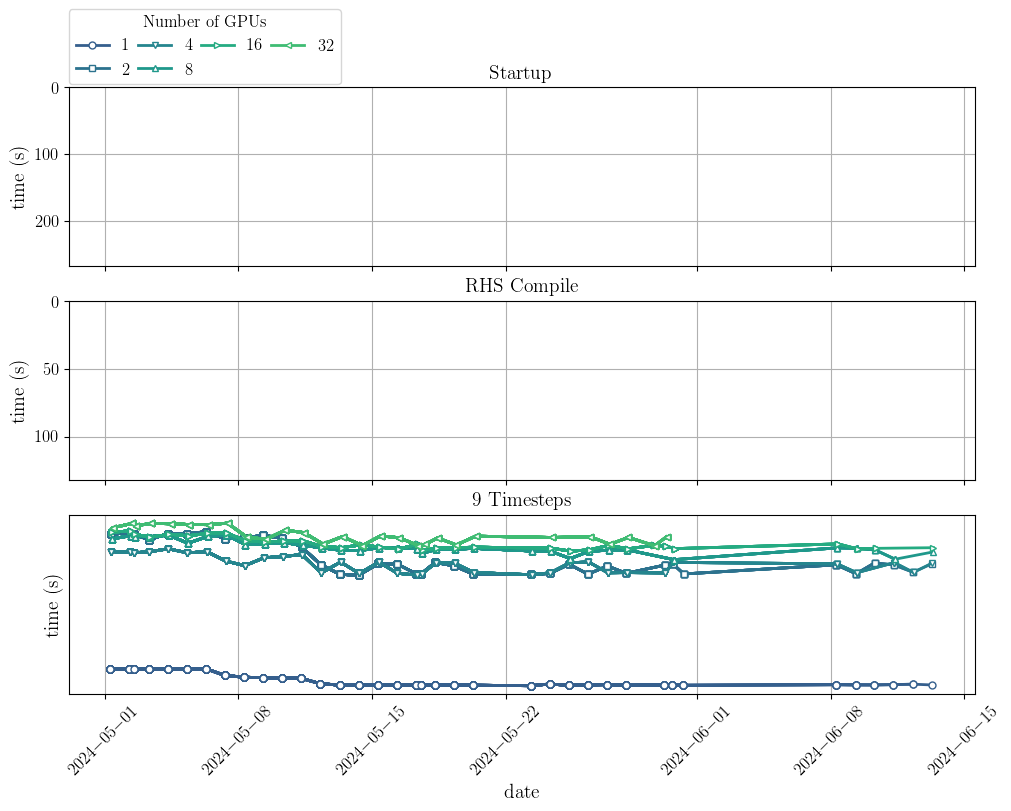 Number of GPUs
1 4 16 32
2 8
Startup
0
100
200
time (s)
RHS Compile
0
50
100
time (s)
9 Timesteps
time (s)
2024−05−01 2024−05−08 2024−05−15 2024−05−22 2024−06−01 2024−06−08 2024−06−15
date